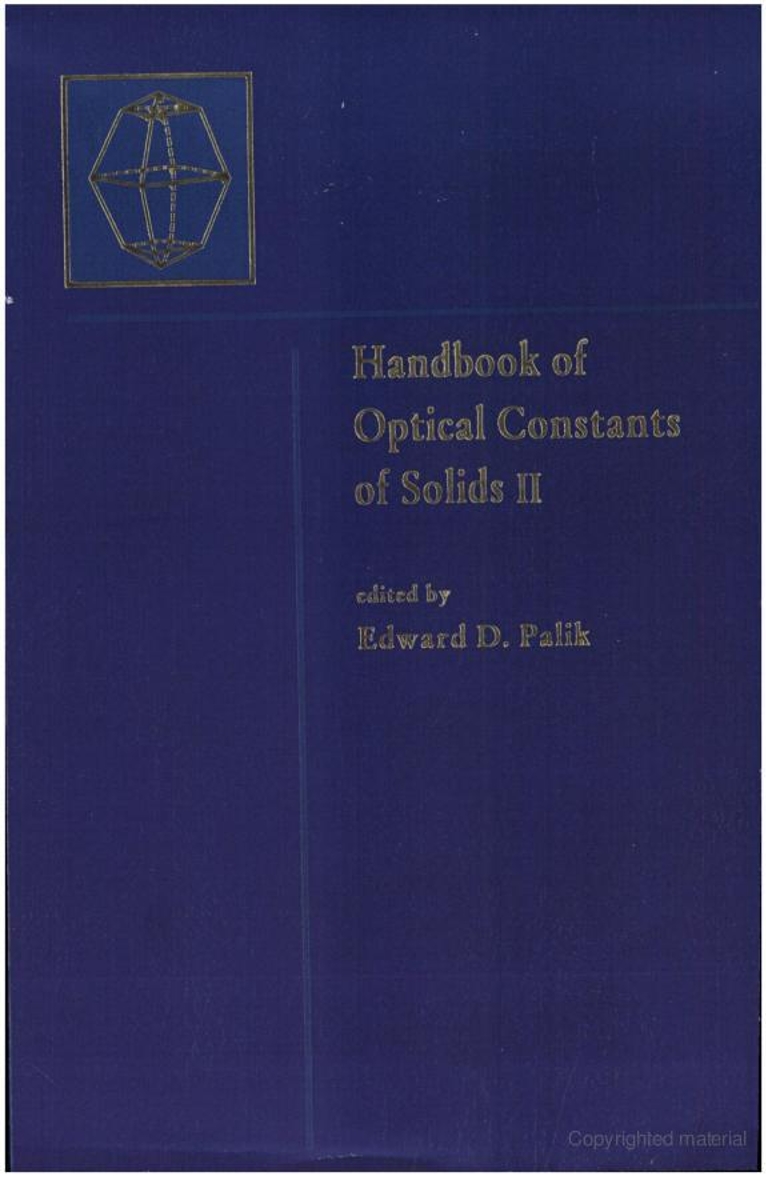 Handbook of
Optical Constants
of Solids II
edited by
Edward D. Palik
Copyrighted material